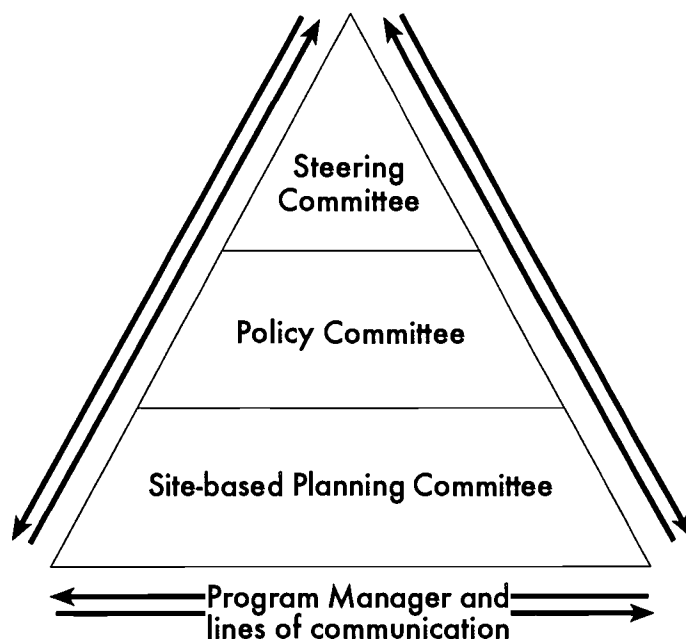 Steering
Committee
Policy Committee
Site-based Planning Committee
Program Manager and
lines of communication